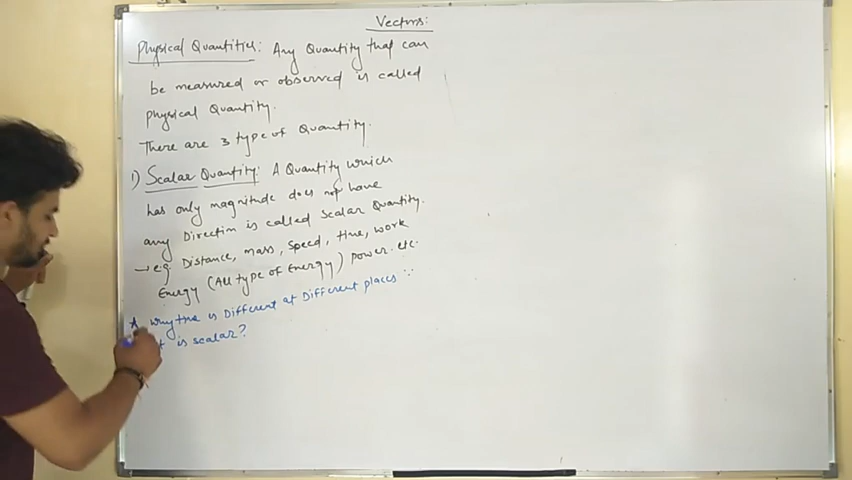 Vectors:
Physical Quantities: Any Quantity that can
be measured or observed is called
physical Quantity.
There are 3 type of Quantity.
1) Scalar Quantity: A Quantity which
has only magnitude does not have
any Direction is called scalar Quantity.
→ eg Distance, mass, speed, time, work
Energy (All type of Energy) power. etc.
why time is Different at Different places
is scalar?